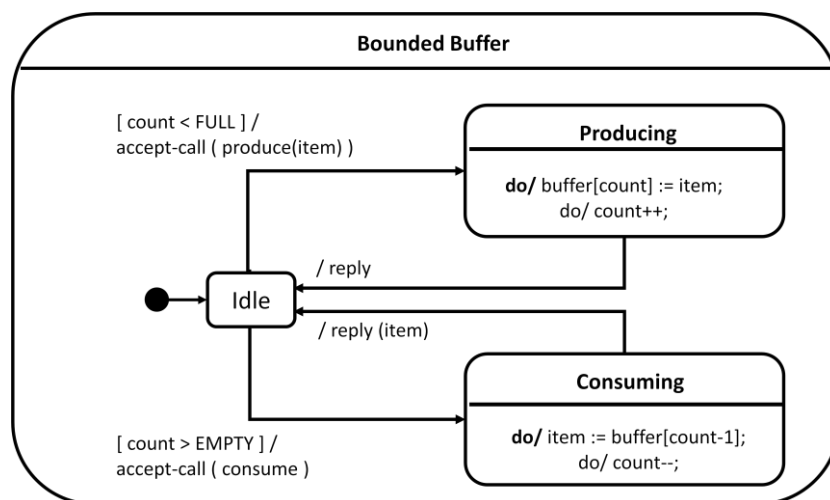 Bounded Buffer
[ count < FULL ] /
accept-call ( produce(item) )
Producing
do/ buffer[count] := item;
do/ count++;
/ reply
Idle
/ reply (item)
Consuming
do/ item := buffer[count-1];
do/ count--;
[ count > EMPTY ] /
accept-call ( consume )